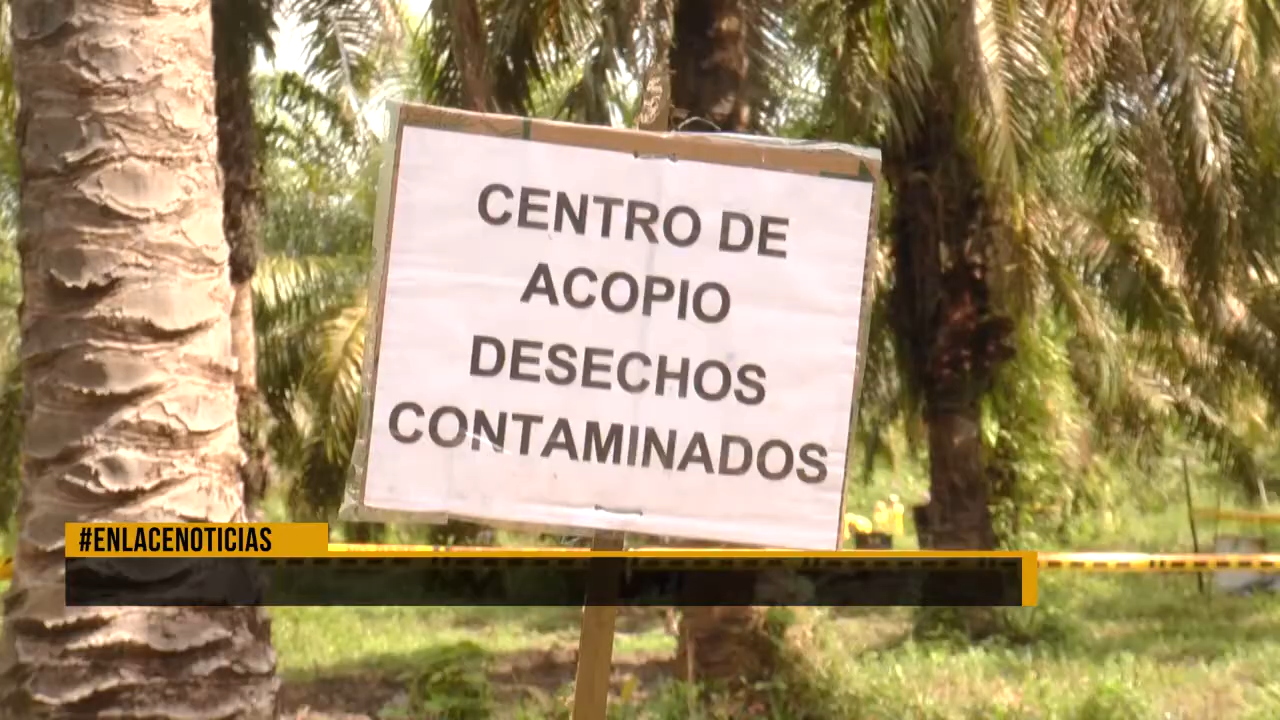 CENTRO DE
ACOPIO
DESECHOS
CONTAMINADOS
#ENLACENOTICIAS